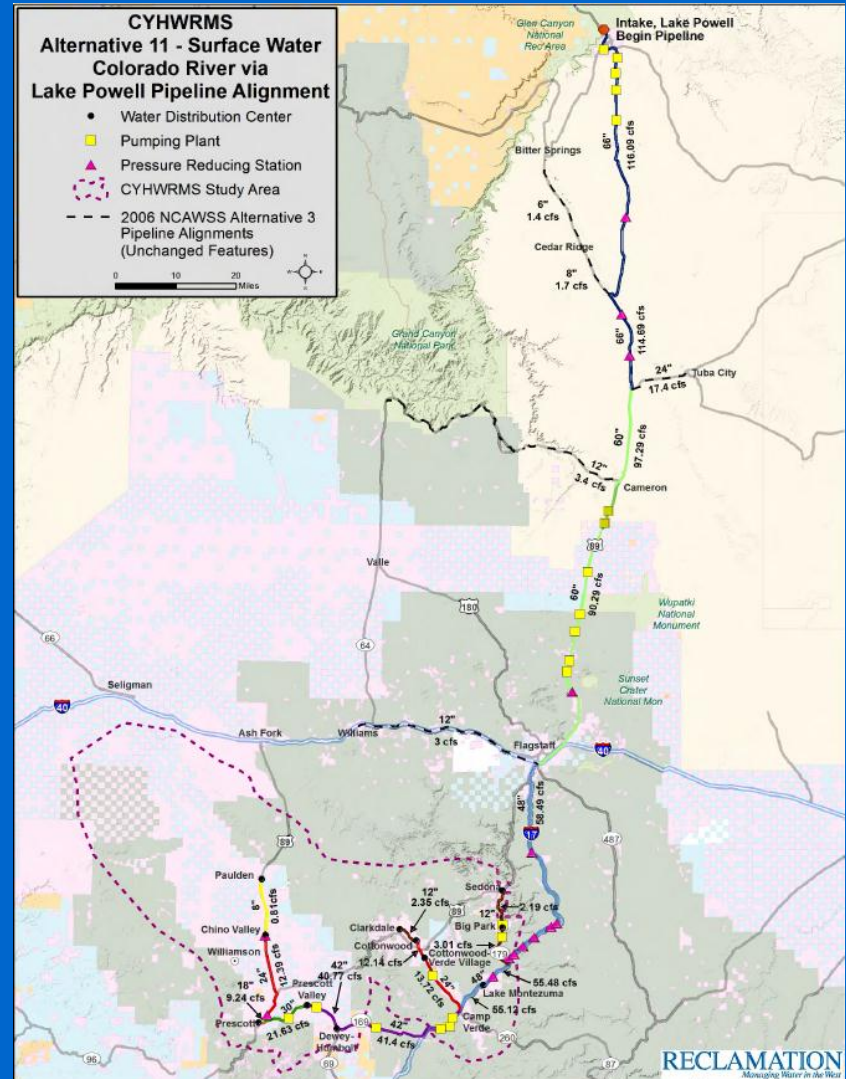 CYHWRMS
Alternative 11 - Surface Water
Colorado River via
Lake Powell Pipeline Alignment
Water Distribution Center
Pumping Plant
Pressure Reducing Station
CYHWRMS Study Area
2006 NCAWSS Alternative 3
Pipeline Alignments
(Unchanged Features)
0 10 20
Miles
Glen Canyon
National
Rec Area
Intake, Lake Powell
Begin Pipeline
66"
116.09 cfs
Bitter Springs
6"
1.4 cfs
Cedar Ridge
8"
1.7 cfs
66"
114.69 cfs
Grand Canyon
National Park
24"
17.4 cfs
Tuba City
60"
97.29 cfs
12"
3.4 cfs
Cameron
89
60"
90.29 cfs
Valle
180
Wupatki
National
Monument
64
66
Seligman
40
Sunset
Crater
National Mon
Ash Fork
Williams
12"
3 cfs
Flagstaff
40
48"
58.49 cfs
17
487
89
Paulden
8"
0.81cfs
Chino Valley
Williamson
24"
12.39 cfs
18"
9.24 cfs
Prescott
30"
21.63 cfs
Prescott
Valley
42"
40.77 cfs
Dewey-
Humbolt
169
69
42"
41.4 cfs
Clarkdale
12"
2.35 cfs
89
Cottonwood
12.14 cfs
Cottonwood-
Verde Village
24"
13.72 cfs
Sedona
12"
2.19 cfs
Big Park
3.01 cfs
179
48"
55.48 cfs
Lake Montezuma
55.12 cfs
Camp
Verde
260
87
96
RECLAMATION
Managing Water in the West